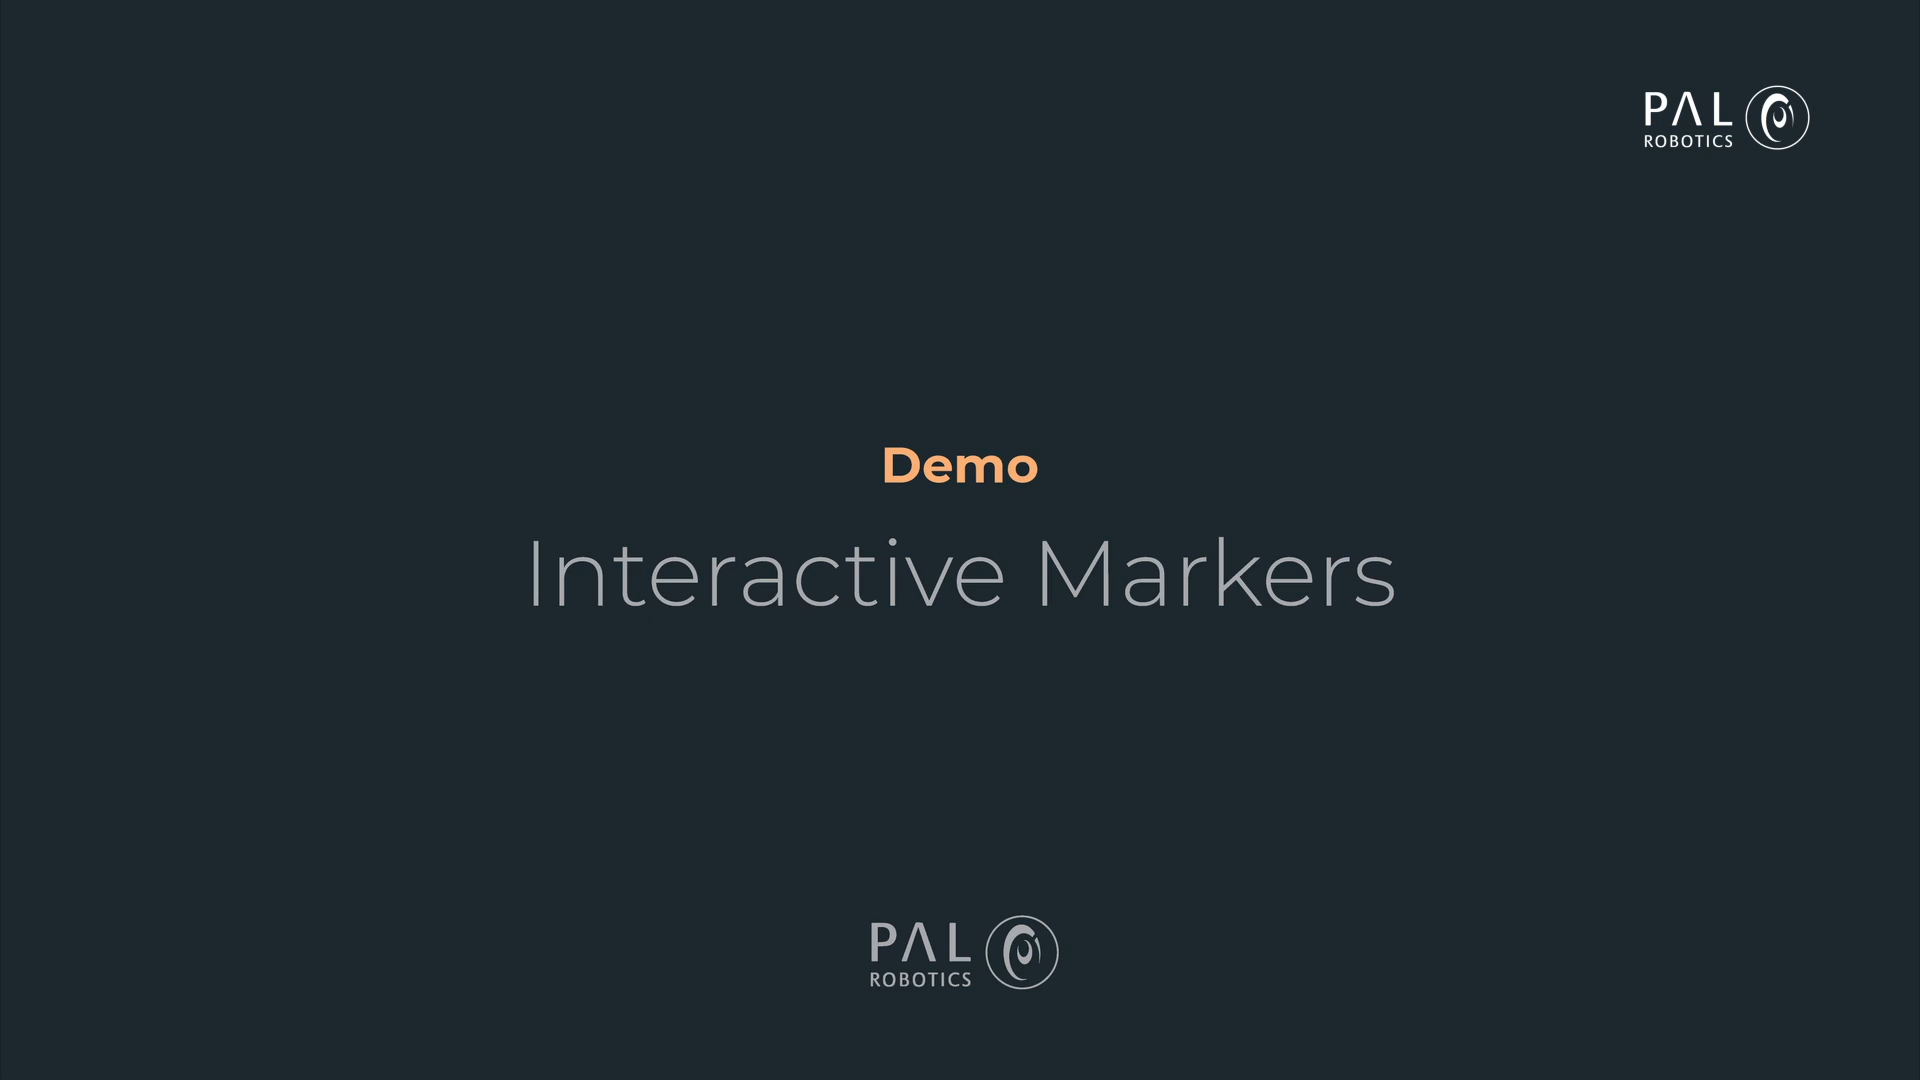 PAL
ROBOTICS
Demo
Interactive Markers
PAL
ROBOTICS